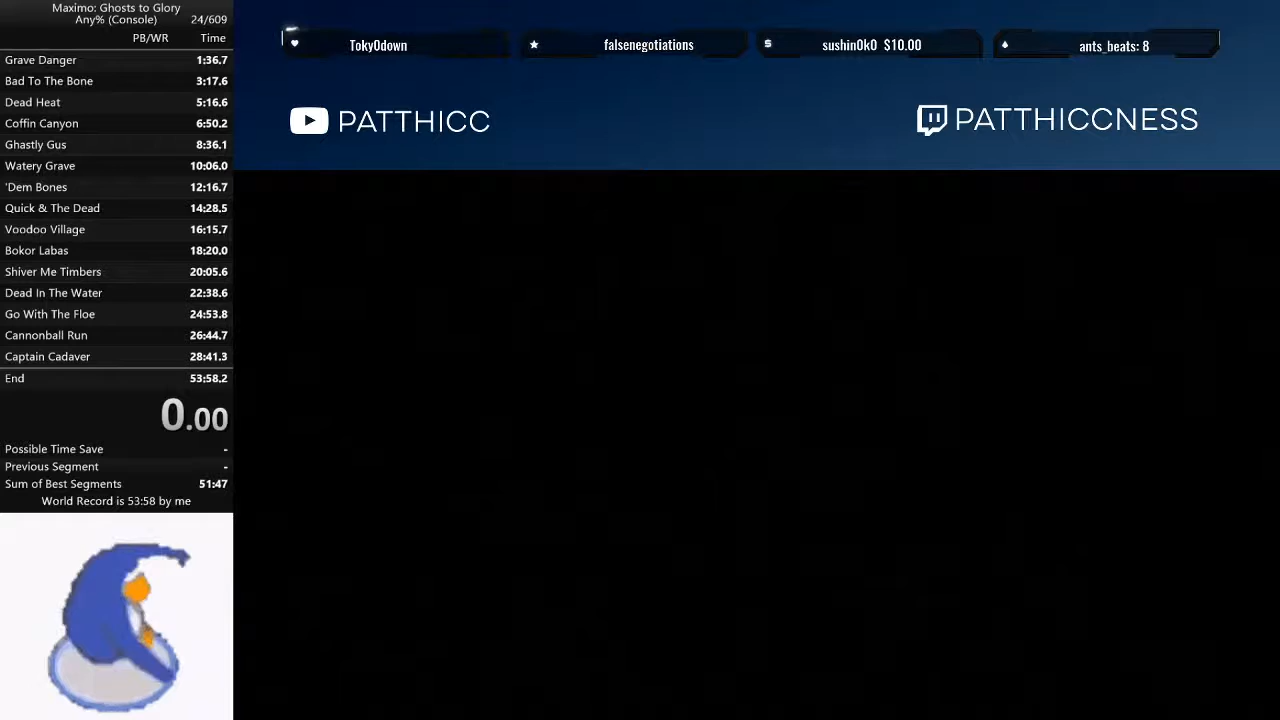 Maximo: Ghosts to Glory
Any% (Console) 24/609
PB/WR Time
Grave Danger 1:36.7
Bad To The Bone 3:17.6
Dead Heat 5:16.6
Coffin Canyon 6:50.2
Ghastly Gus 8:36.1
Watery Grave 10:06.0
'Dem Bones 12:16.7
Quick & The Dead 14:28.5
Voodoo Village 16:15.7
Bokor Labas 18:20.0
Shiver Me Timbers 20:05.6
Dead In The Water 22:38.6
Go With The Floe 24:53.8
Cannonball Run 26:44.7
Captain Cadaver 28:41.3
End 53:58.2
0.00
Possible Time Save -
Previous Segment -
Sum of Best Segments 51:47
World Record is 53:58 by me
Toky0down falsenegotiations sushin0k0 $10.00 ants_beats: 8
PATTHICC PATTHICCNESS